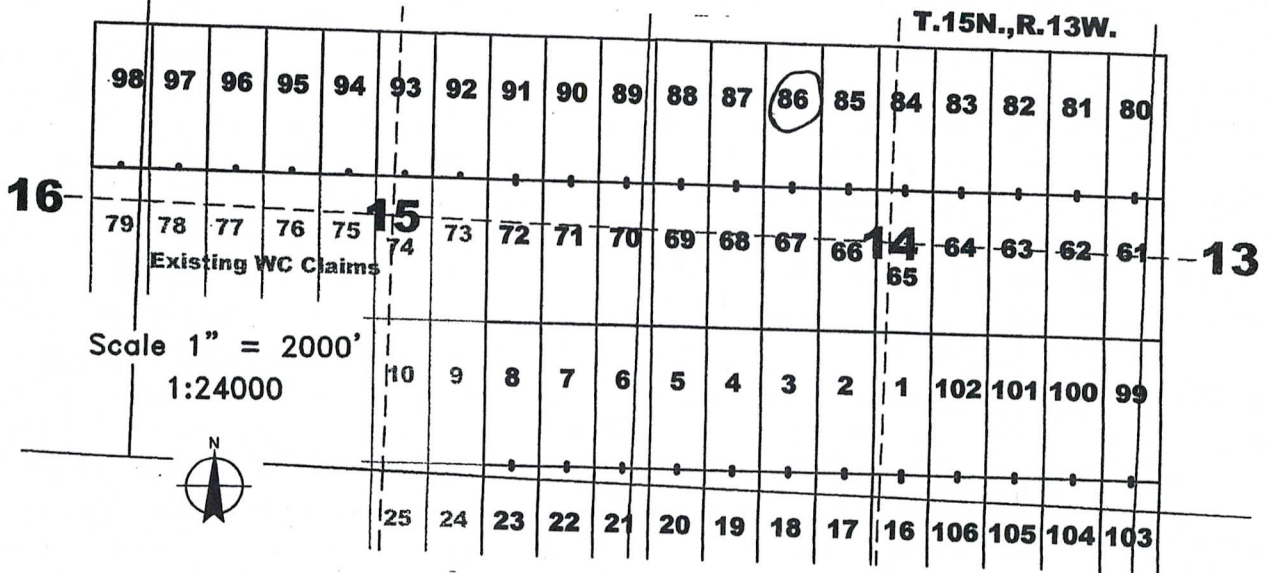 T.15N.,R.13W.
98 97 96 95 94 93 92 91 90 89 88 87 86 85 84 83 82 81 80
16 15 14 13
79 78 77 76 75 74 73 72 71 70 69 68 67 66 65 64 63 62 61
Existing WC Claims
Scale 1" = 2000'
1:24000
10 9 8 7 6 5 4 3 2 1 102 101 100 99
N
25 24 23 22 21 20 19 18 17 16 106 105 104 103